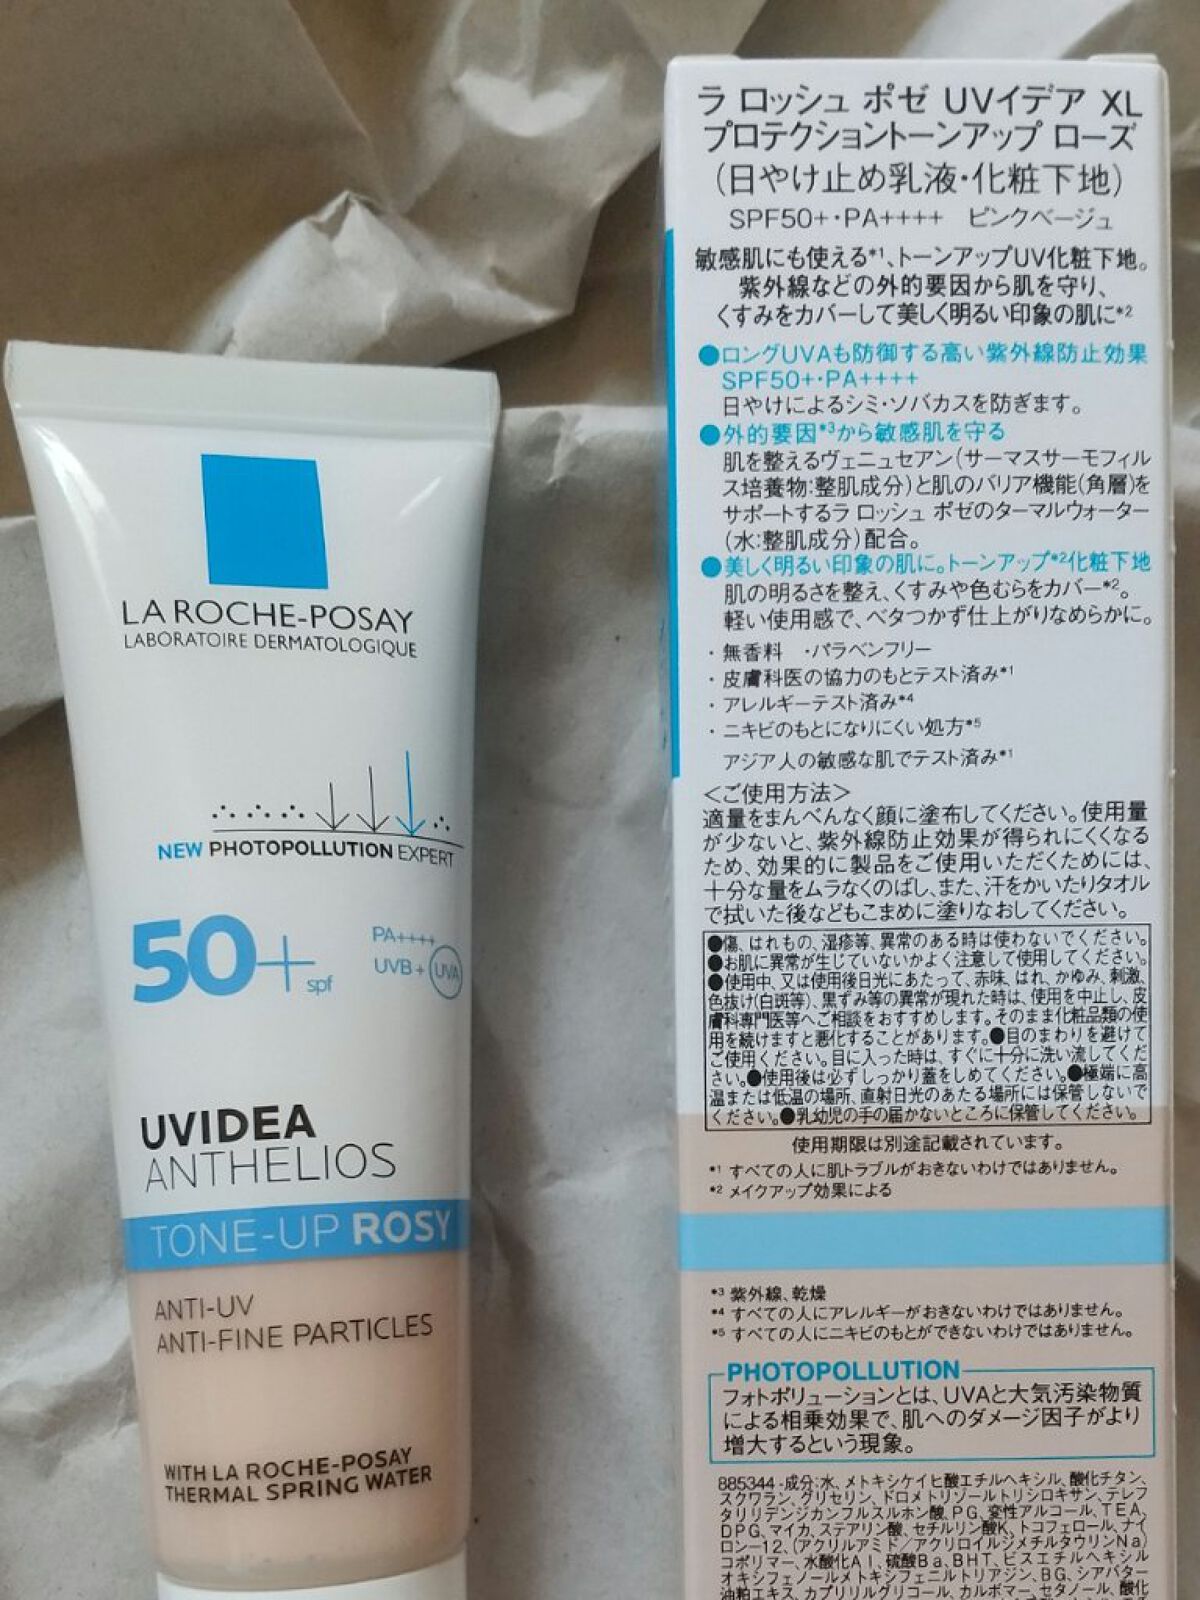 LA ROCHE-POSAY
LABORATOIRE DERMATOLOGIQUE
NEW PHOTOPOLLUTION EXPERT
50+ spf
PA++++
UVB + UVA
UVIDEA
ANTHELIOS
TONE-UP ROSY
ANTI-UV
ANTI-FINE PARTICLES
WITH LA ROCHE-POSAY
THERMAL SPRING WATER
ラ ロッシュ ポゼ UVイデア XL
プロテクショントーンアップ ローズ
(日やけ止め乳液・化粧下地)
SPF50+・PA++++ ピンクベージュ
敏感肌にも使える*1、トーンアップUV化粧下地。
紫外線などの外的要因から肌を守り、
くすみをカバーして美しく明るい印象の肌に*2
●ロングUVAも防御する高い紫外線防止効果
SPF50+・PA++++
日やけによるシミ・ソバカスを防ぎます。
●外的要因*3から敏感肌を守る
肌を整えるヴェニュセアン(サーマスサーモフィル
ス培養物:整肌成分)と肌のバリア機能(角層)を
サポートするラ ロッシュ ポゼのターマルウォーター
(水:整肌成分)配合。
●美しく明るい印象の肌に。トーンアップ*2化粧下地
肌の明るさを整え、くすみや色むらをカバー*2。
軽い使用感で、ベタつかず仕上がりなめらかに。
・無香料 ・パラベンフリー
・皮膚科医の協力のもとテスト済み*1
・アレルギーテスト済み*4
・ニキビのもとになりにくい処方*5
アジア人の敏感な肌でテスト済み*1
＜ご使用方法＞
適量をまんべんなく顔に塗布してください。使用量
が少ないと、紫外線防止効果が得られにくくなる
ため、効果的に製品をご使用いただくためには、
十分な量をムラなくのばし、また、汗をかいたりタオル
で拭いた後などもこまめに塗りなおしてください。
●傷、はれもの、湿疹等、異常のある時は使わないでください。
●お肌に異常が生じていないかよく注意して使用してください。
●使用中、又は使用後日光にあたって、赤味、はれ、かゆみ、刺激、
色抜け(白斑等)、黒ずみ等の異常が現れた時は、使用を中止し、皮
膚科専門医等へご相談をおすすめします。そのまま化粧品類の使
用を続けますと悪化することがあります。●目のまわりを避けて
ご使用ください。目に入った時は、すぐに十分に洗い流してくだ
さい。●使用後は必ずしっかり蓋をしめてください。●極端に高
温または低温の場所、直射日光のあたる場所には保管しないで
ください。●乳幼児の手の届かないところに保管してください。
使用期限は別途記載されています。
*1 すべての人に肌トラブルがおきないわけではありません。
*2 メイクアップ効果による
*3 紫外線、乾燥
*4 すべての人にアレルギーがおきないわけではありません。
*5 すべての人にニキビのもとができないわけではありません。
PHOTOPOLLUTION
フォトポリューションとは、UVAと大気汚染物質
による相乗効果で、肌へのダメージ因子がより
増大するという現象。
885344 -成分:水、メトキシケイヒ酸エチルヘキシル、酸化チタン、
スクワラン、グリセリン、ドロメトリゾールトリシロキサン、テレフ
タリリデンジカンフルスルホン酸、PG、変性アルコール、TEA、
DPG、マイカ、ステアリン酸、セチルリン酸K、トコフェロール、ナイ
ロン-12、(アクリルアミド／アクリロイルジメチルタウリンNa)
コポリマー、水酸化Al、硫酸Ba、BHT、ビスエチルヘキシル
オキシフェノールメトキシフェニルトリアジン、BG、シアバター
油粕エキス、カプリリルグリコール、カルボマー、セタノール、酸化